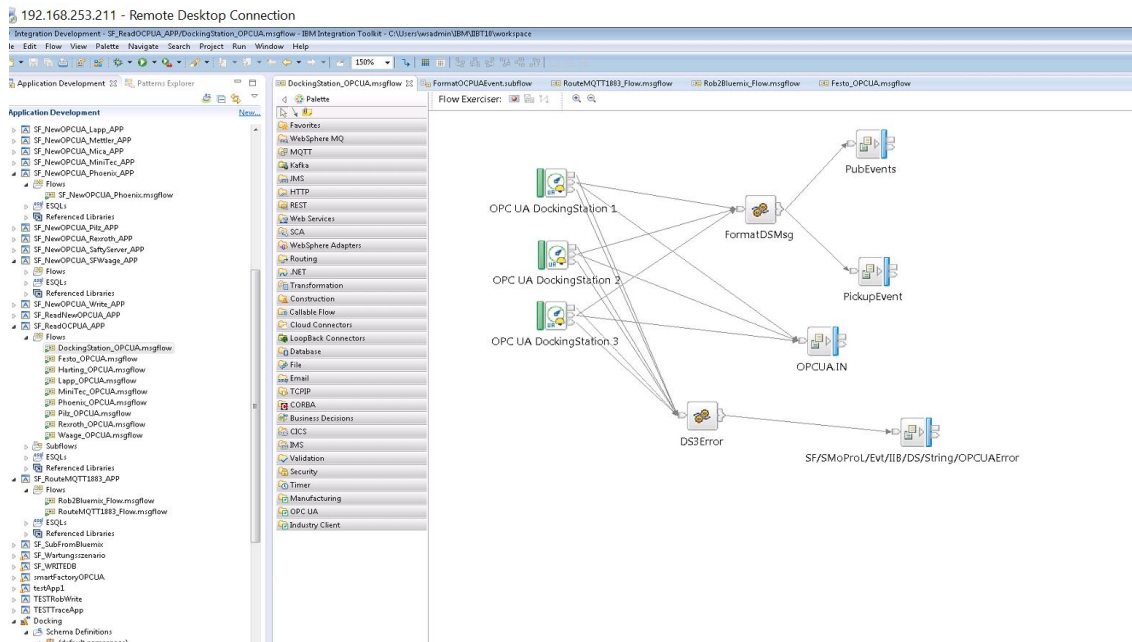 192.168.253.211 - Remote Desktop Connection
Integration Development - SF_ReadOCPUA_APP/DockingStation_OPCUA.msgflow - IBM Integration Toolkit - C:\Users\wsadmin\IBM\IIBT10\workspace
Edit Flow View Palette Navigate Search Project Run Window Help
150%
Application Development
Patterns Explorer
DockingStation_OPCUA.msgflow
FormatOCPUAEvent.subflow
RouteMQTT1883_Flow.msgflow
Rob2Bluemix_Flow.msgflow
Festo_OPCUA.msgflow
Palette
Flow Exerciser:
Application Development
New...
SF_NewOPCUA_Lapp_APP
SF_NewOPCUA_Mettler_APP
SF_NewOPCUA_Mica_APP
SF_NewOPCUA_MiniTec_APP
SF_NewOPCUA_Phoenix_APP
Flows
SF_NewOPCUA_Phoenix.msgflow
ESQLs
Referenced Libraries
SF_NewOPCUA_Pilz_APP
SF_NewOPCUA_Rexroth_APP
SF_NewOPCUA_SaftyServer_APP
SF_NewOPCUA_SFWaage_APP
Flows
ESQLs
Referenced Libraries
SF_NewOPCUA_Write_APP
SF_ReadNewOPCUA_APP
SF_ReadOCPUA_APP
Flows
DockingStation_OPCUA.msgflow
Festo_OPCUA.msgflow
Harting_OPCUA.msgflow
Lapp_OPCUA.msgflow
MiniTec_OPCUA.msgflow
Phoenix_OPCUA.msgflow
Pilz_OPCUA.msgflow
Rexroth_OPCUA.msgflow
Waage_OPCUA.msgflow
Subflows
ESQLs
Referenced Libraries
SF_RouteMQTT1883_APP
Flows
Rob2Bluemix_Flow.msgflow
RouteMQTT1883_Flow.msgflow
ESQLs
Referenced Libraries
SF_SubFromBluemix
SF_Wartungsszenario
SF_WRITEDB
smartFactoryOPCUA
testApp1
TESTRobWrite
TESTTraceApp
Docking
Schema Definitions
Favorites
WebSphere MQ
MQTT
Kafka
JMS
HTTP
REST
Web Services
SCA
WebSphere Adapters
Routing
.NET
Transformation
Construction
Callable Flow
Cloud Connectors
LoopBack Connectors
Database
File
Email
TCPIP
CORBA
Business Decisions
CICS
IMS
Validation
Security
Timer
Manufacturing
OPC UA
Industry Client
PubEvents
OPC UA DockingStation 1
FormatDSMsg
OPC UA DockingStation 2
PickupEvent
OPC UA DockingStation 3
OPCUA.IN
DS3Error
SF/SMoProL/Evt/IIB/DS/String/OPCUAError